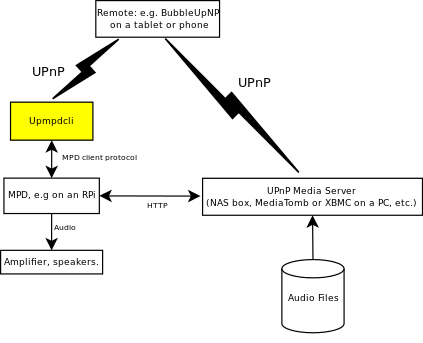 Remote: e.g. BubbleUpNP
on a tablet or phone
UPnP
UPnP
Upmpdcli
MPD client protocol
MPD, e.g on an RPi
HTTP
UPnP Media Server
(NAS box, MediaTomb or XBMC on a PC, etc.)
Audio
Amplifier, speakers.
Audio Files